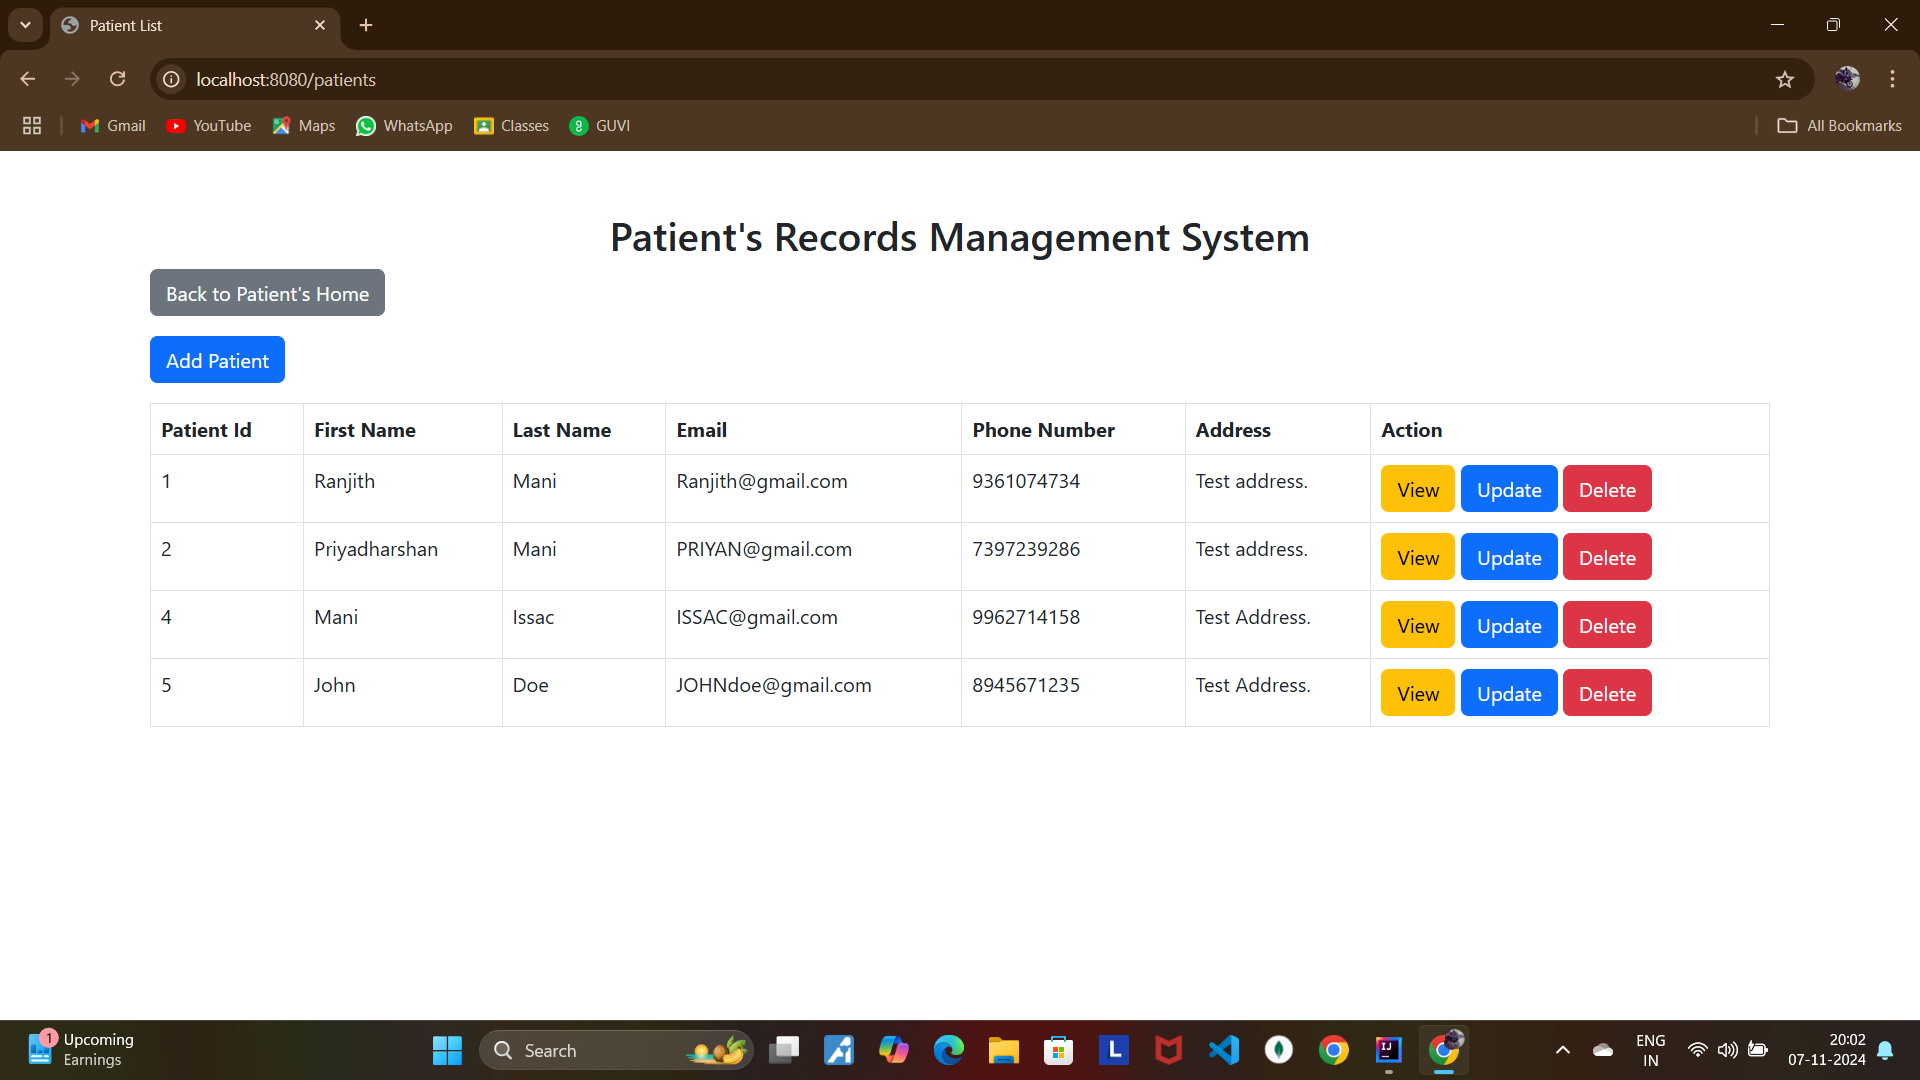 Patient List
localhost:8080/patients
Gmail YouTube Maps WhatsApp Classes GUVI All Bookmarks
Patient's Records Management System
Back to Patient's Home
Add Patient
Patient Id First Name Last Name Email Phone Number Address Action
1 Ranjith Mani Ranjith@gmail.com 9361074734 Test address. View Update Delete
2 Priyadharshan Mani PRIYAN@gmail.com 7397239286 Test address. View Update Delete
4 Mani Issac ISSAC@gmail.com 9962714158 Test Address. View Update Delete
5 John Doe JOHNdoe@gmail.com 8945671235 Test Address. View Update Delete
1 Upcoming
Earnings
Search
L
IJ
ENG
IN
20:02
07-11-2024